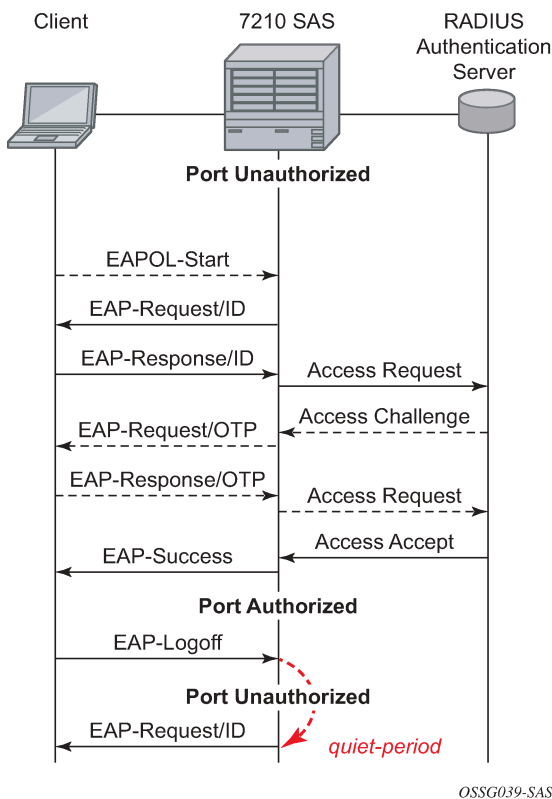 Client
7210 SAS
RADIUS
Authentication
Server
Port Unauthorized
EAPOL-Start
EAP-Request/ID
EAP-Response/ID
Access Request
Access Challenge
EAP-Request/OTP
EAP-Response/OTP
Access Request
Access Accept
EAP-Success
Port Authorized
EAP-Logoff
Port Unauthorized
EAP-Request/ID
quiet-period
OSSG039-SAS